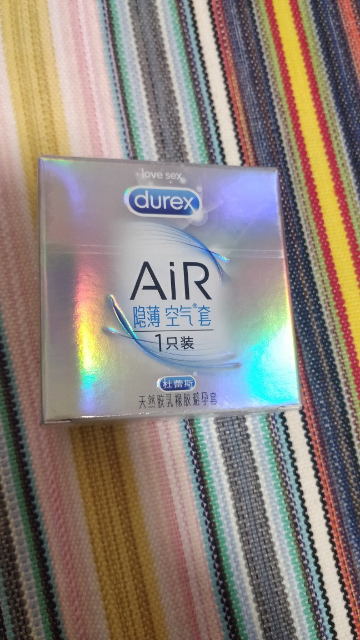 love sex
durex
AiR
隐薄 空气®套
1只装
杜蕾斯
天然胶乳橡胶避孕套